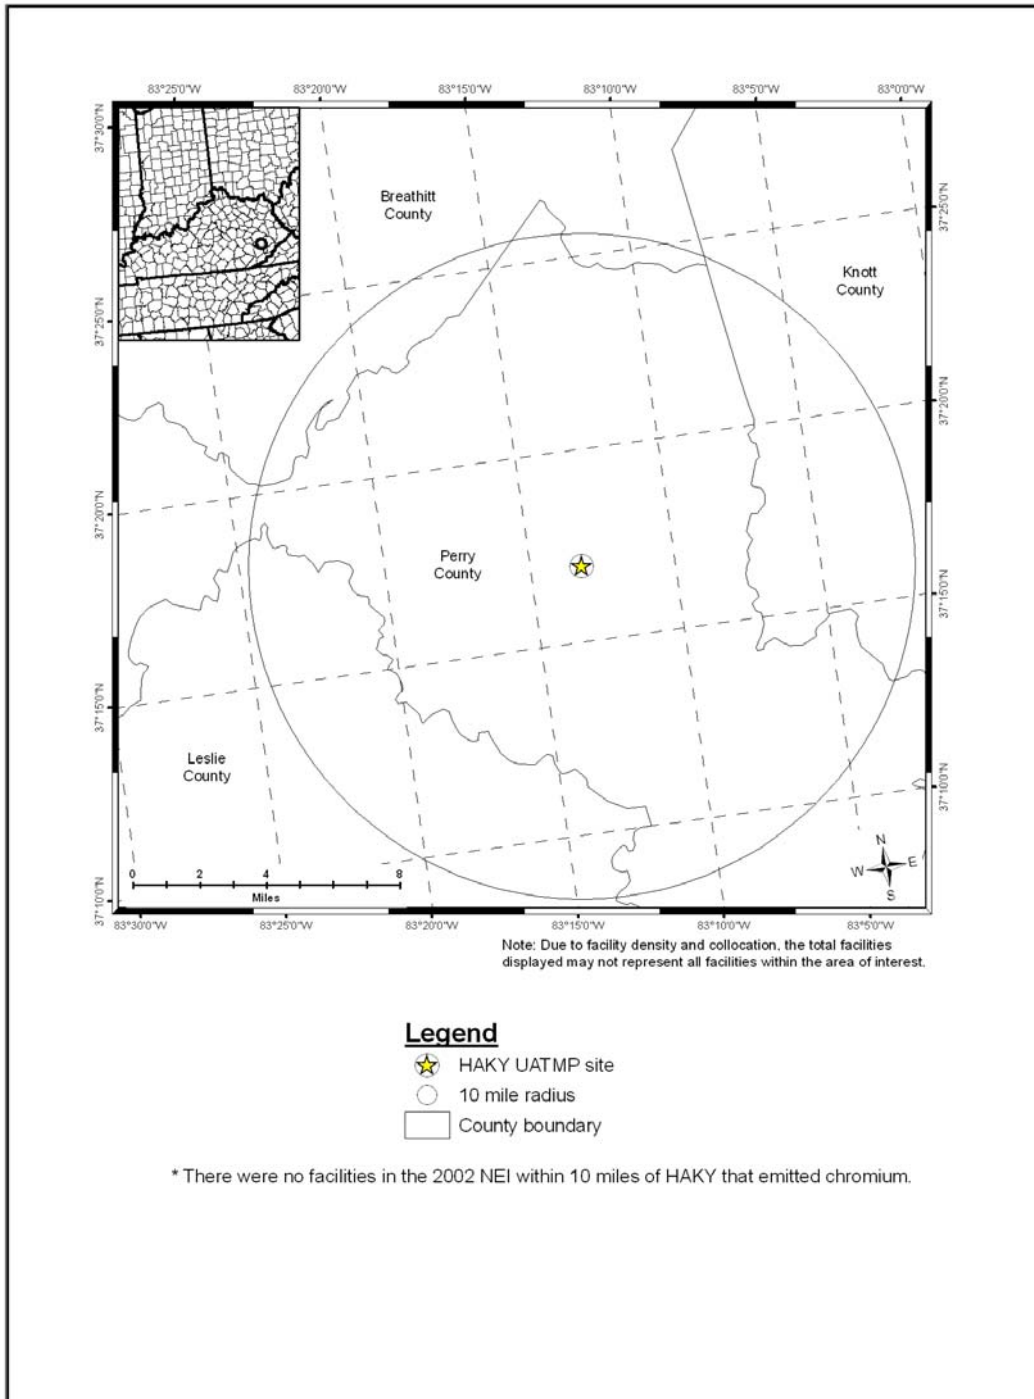 83°25'0"W 83°20'0"W 83°15'0"W 83°10'0"W 83°5'0"W 83°0'0"W
37°30'0"N
Breathitt
County
37°25'0"N
Knott
County
37°25'0"N
37°20'0"N
37°20'0"N
Perry
County
37°15'0"N
37°15'0"N
Leslie
County
37°10'0"N
N
W E
S
0 2 4 8
Miles
37°10'0"N
83°30'0"W 83°25'0"W 83°20'0"W 83°15'0"W 83°10'0"W 83°5'0"W
Note: Due to facility density and collocation, the total facilities
displayed may not represent all facilities within the area of interest.
Legend
HAKY UATMP site
10 mile radius
County boundary
* There were no facilities in the 2002 NEI within 10 miles of HAKY that emitted chromium.